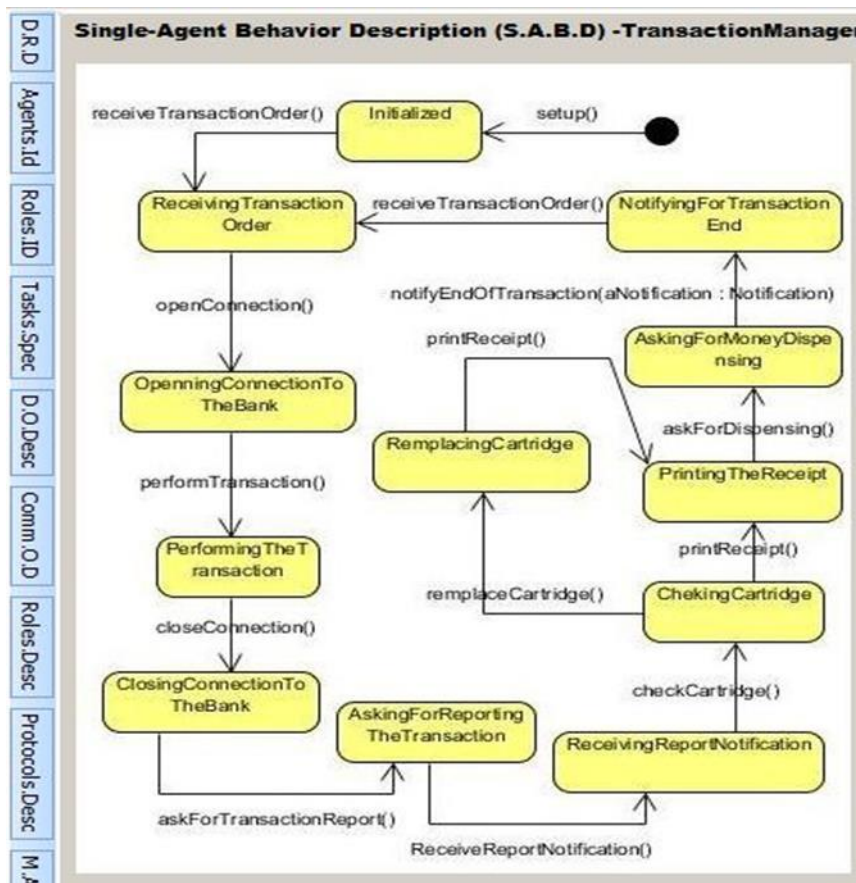 Single-Agent Behavior Description (S.A.B.D) -TransactionManager
D.R.D
Agents.Id
Roles.ID
Tasks.Spec
D.O.Desc
Comm.O.D
Roles.Desc
Protocols.Desc
M.A
receiveTransactionOrder()
Initialized
setup()
ReceivingTransaction
Order
receiveTransactionOrder()
NotifyingForTransaction
End
openConnection()
notifyEndOfTransaction(aNotification : Notification)
printReceipt()
AskingForMoneyDispe
nsing
OpenningConnectionTo
TheBank
askForDispensing()
RemplacingCartridge
PrintingTheReceipt
performTransaction()
printReceipt()
PerformingTheT
ransaction
remplaceCartridge()
ChekingCartridge
closeConnection()
checkCartridge()
ClosingConnectionTo
TheBank
AskingForReporting
TheTransaction
ReceivingReportNotification
askForTransactionReport()
ReceiveReportNotification()